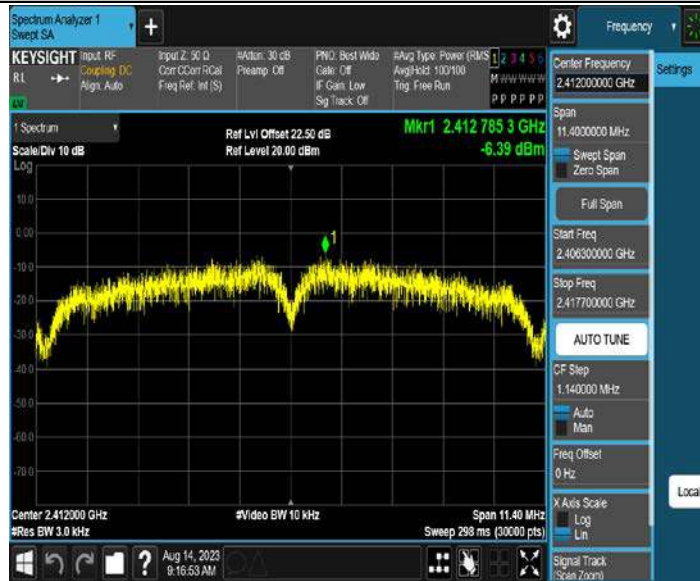 Spectrum Analyzer 1
Swept SA
+
Frequency
KEYSIGHT
Input: RF
Coupling: DC
Align: Auto
Input Z: 50 Ω
Corr CCorr RCal
Freq Ref: Int (S)
#Atten: 30 dB
Preamp: Off
PNO: Best Wide
Gate: Off
IF Gain: Low
Sig Track: Off
#Avg Type: Power (RMS
Avg|Hold: 100/100
Trig: Free Run
1 2 3 4 5 6
M W W W W W
P P P P P P
RL
LXI
1 Spectrum
Scale/Div 10 dB
Log
Ref Lvl Offset 22.50 dB
Ref Level 20.00 dBm
Mkr1 2.412 785 3 GHz
-6.39 dBm
1
10.0
0.00
-10.0
-20.0
-30.0
-40.0
-60.0
-70.0
Center 2.412000 GHz
#Res BW 3.0 kHz
#Video BW 10 kHz
Span 11.40 MHz
Sweep 298 ms (30000 pts)
Center Frequency
2.412000000 GHz
Settings
Span
11.4000000 MHz
Swept Span
Zero Span
Full Span
Start Freq
2.406300000 GHz
Stop Freq
2.417700000 GHz
AUTO TUNE
CF Step
1.140000 MHz
Auto
Man
Freq Offset
0 Hz
X Axis Scale
Log
Lin
Local
Signal Track
(Span Zoom)
?
Aug 14, 2023
9:16:53 AM